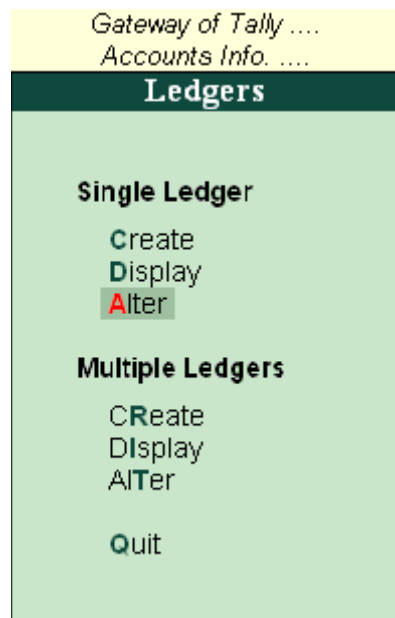 Gateway of Tally ....
Accounts Info. ....
Ledgers
Single Ledger
Create
Display
Alter
Multiple Ledgers
CReate
DIsplay
AlTer
Quit